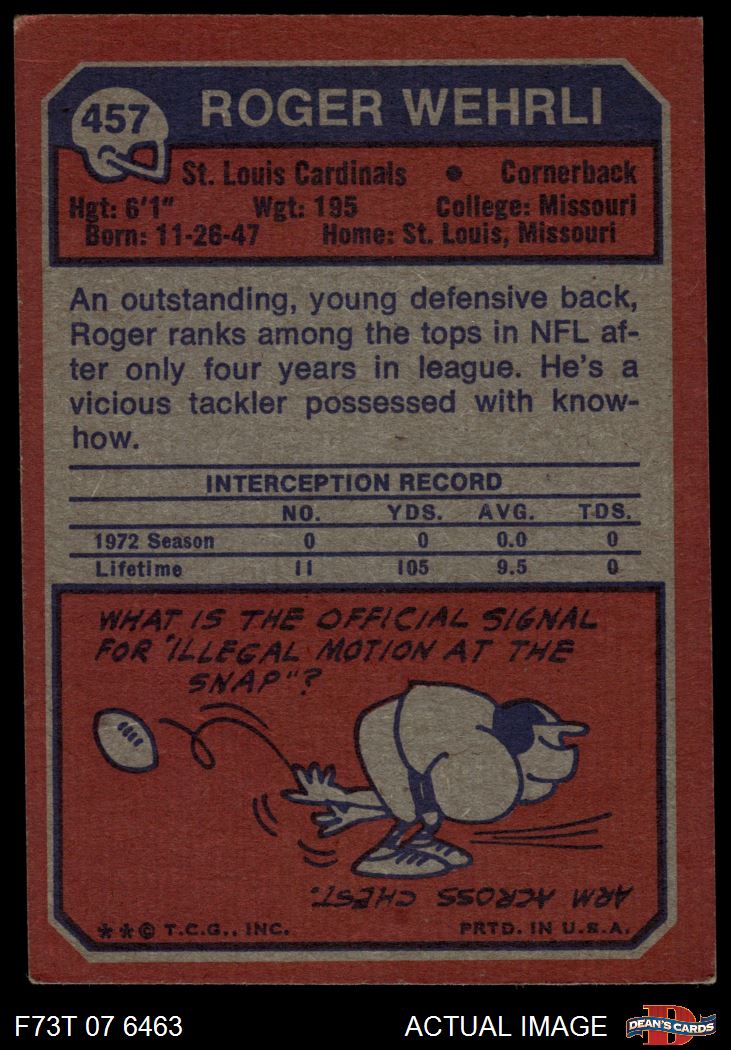 457 ROGER WEHRLI
St. Louis Cardinals • Cornerback
Hgt: 6'1" Wgt: 195 College: Missouri
Born: 11-26-47 Home: St. Louis, Missouri
An outstanding, young defensive back,
Roger ranks among the tops in NFL af-
ter only four years in league. He's a
vicious tackler possessed with know-
how.
INTERCEPTION RECORD
NO. YDS. AVG. TDS.
1972 Season 0 0 0.0 0
Lifetime 11 105 9.5 0
WHAT IS THE OFFICIAL SIGNAL
FOR "ILLEGAL MOTION AT THE
SNAP"?
ARM ACROSS CHEST.
** © T.C.G., INC. PRTD. IN U.S.A.
F73T 07 6463 ACTUAL IMAGE D DEAN'S CARDS